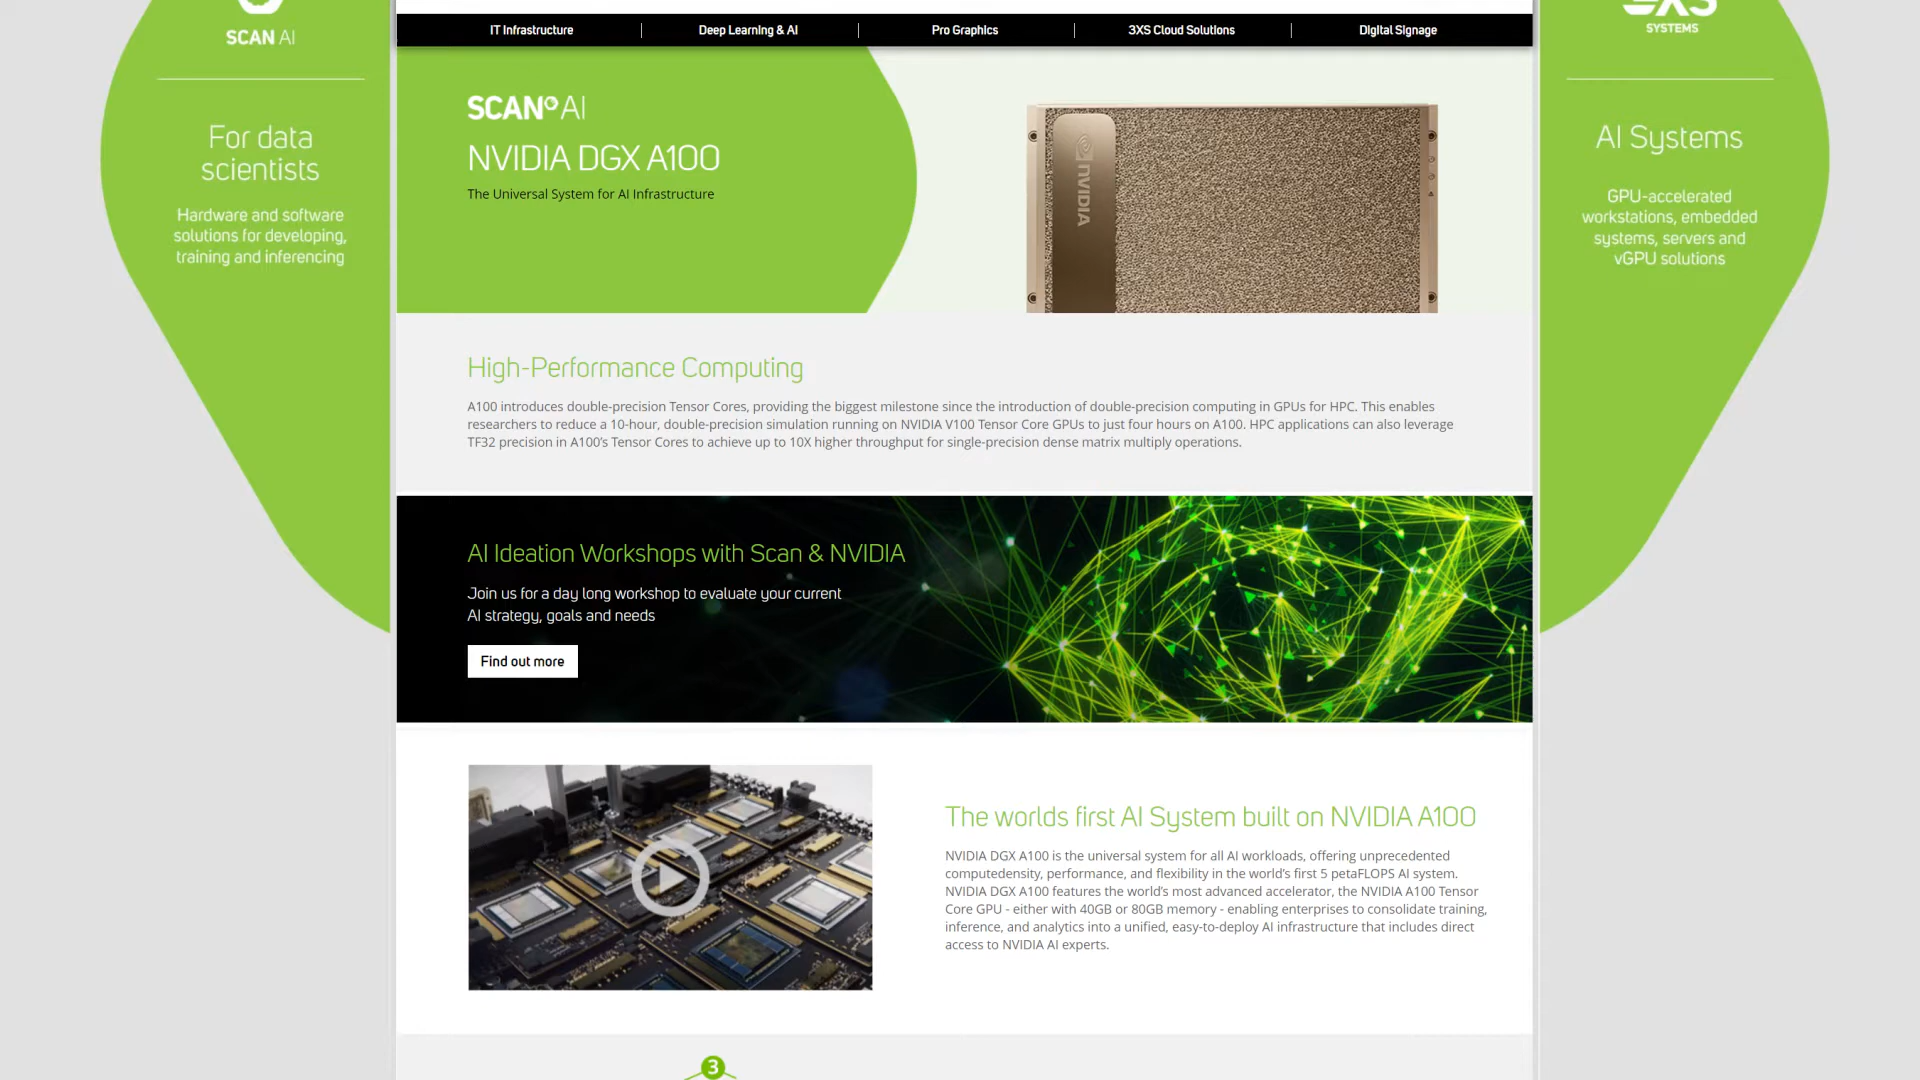 IT Infrastructure
Deep Learning & AI
Pro Graphics
3XS Cloud Solutions
Digital Signage
SCAN AI
For data
scientists
Hardware and software
solutions for developing,
training and inferencing
SCAN AI
NVIDIA DGX A100
The Universal System for AI Infrastructure
NVIDIA
3XS
SYSTEMS
AI Systems
GPU-accelerated
workstations, embedded
systems, servers and
vGPU solutions
High-Performance Computing
A100 introduces double-precision Tensor Cores, providing the biggest milestone since the introduction of double-precision computing in GPUs for HPC. This enables
researchers to reduce a 10-hour, double-precision simulation running on NVIDIA V100 Tensor Core GPUs to just four hours on A100. HPC applications can also leverage
TF32 precision in A100's Tensor Cores to achieve up to 10X higher throughput for single-precision dense matrix multiply operations.
AI Ideation Workshops with Scan & NVIDIA
Join us for a day long workshop to evaluate your current
AI strategy, goals and needs
Find out more
The worlds first AI System built on NVIDIA A100
NVIDIA DGX A100 is the universal system for all AI workloads, offering unprecedented
computedensity, performance, and flexibility in the world's first 5 petaFLOPS AI system.
NVIDIA DGX A100 features the world's most advanced accelerator, the NVIDIA A100 Tensor
Core GPU - either with 40GB or 80GB memory - enabling enterprises to consolidate training,
inference, and analytics into a unified, easy-to-deploy AI infrastructure that includes direct
access to NVIDIA AI experts.
3